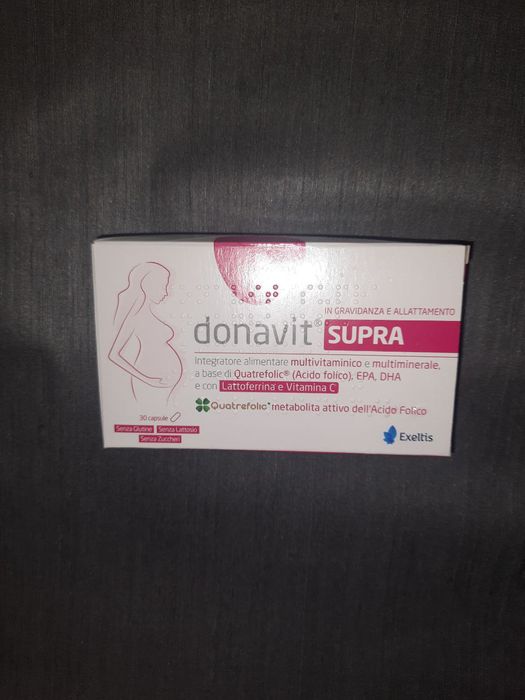 IN GRAVIDANZA E ALLATTAMENTO
donavit® SUPRA
Integratore alimentare multivitaminico e multiminerale,
a base di Quatrefolic® (Acido folico), EPA, DHA
e con Lattoferrina e Vitamina C
Quatrefolic® metabolita attivo dell'Acido Folico
30 capsule
Senza Glutine Senza Lattosio
Senza Zuccheri
Exeltis